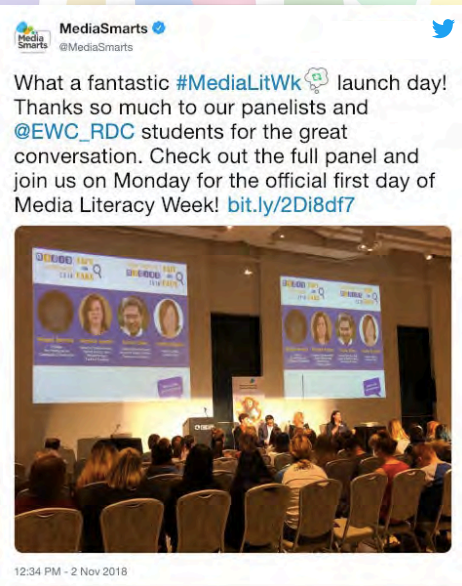 MediaSmarts
Media
Smarts
@MediaSmarts
What a fantastic #MediaLitWk launch day!
Thanks so much to our panelists and
@EWC_RDC students for the great
conversation. Check out the full panel and
join us on Monday for the official first day of
Media Literacy Week! bit.ly/2Di8df7
12:34 PM - 2 Nov 2018